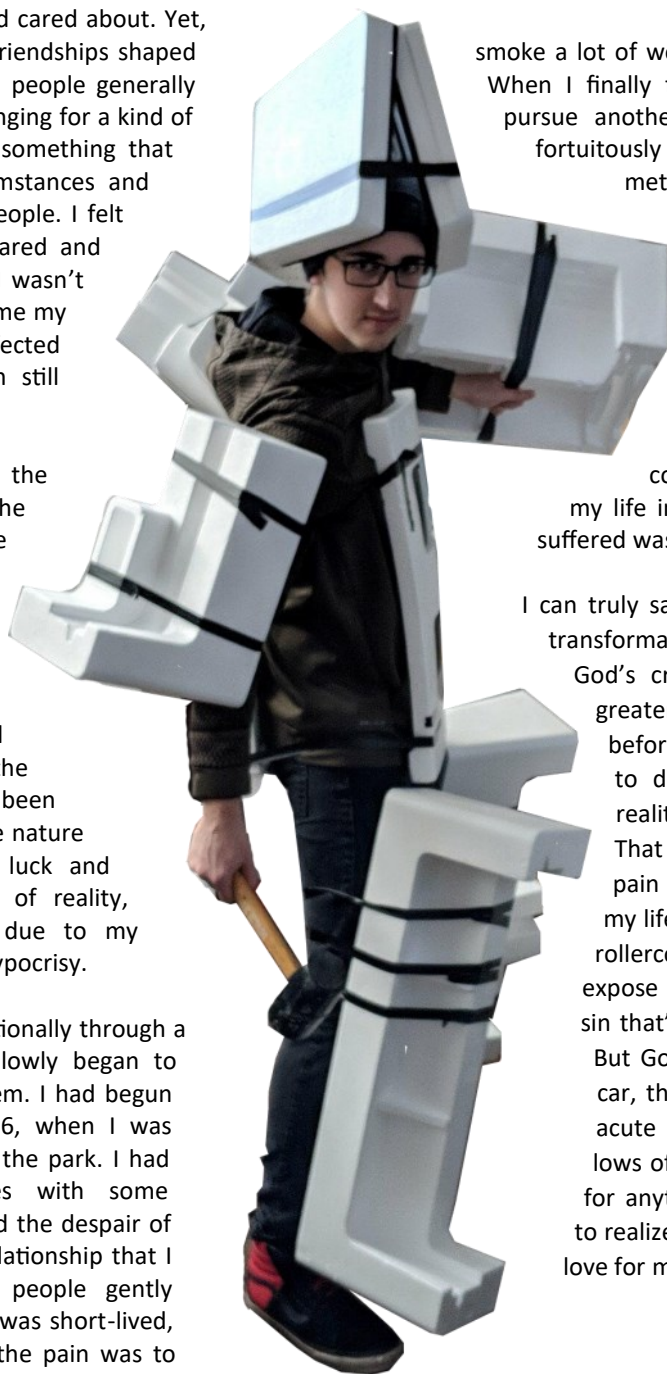 d cared about. Yet,
riendships shaped
people generally
nging for a kind of
something that
mstances and
eople. I felt
ared and
wasn’t
me my
ected
n still
the
he
e
the
been
e nature
luck and
of reality,
due to my
ypocrisy.
tionally through a
lowly began to
em. I had begun
6, when I was
the park. I had
es with some
d the despair of
lationship that I
people gently
was short-lived,
the pain was to
smoke a lot of we
When I finally
pursue anothe
fortuitously
met
co
my life in
suffered was
I can truly sa
transforma
God’s cr
greate
befor
to d
realit
That
pain
my life
rollerc
expose
sin that’
But Go
car, th
acute
lows of
for anyt
to realize
love for m